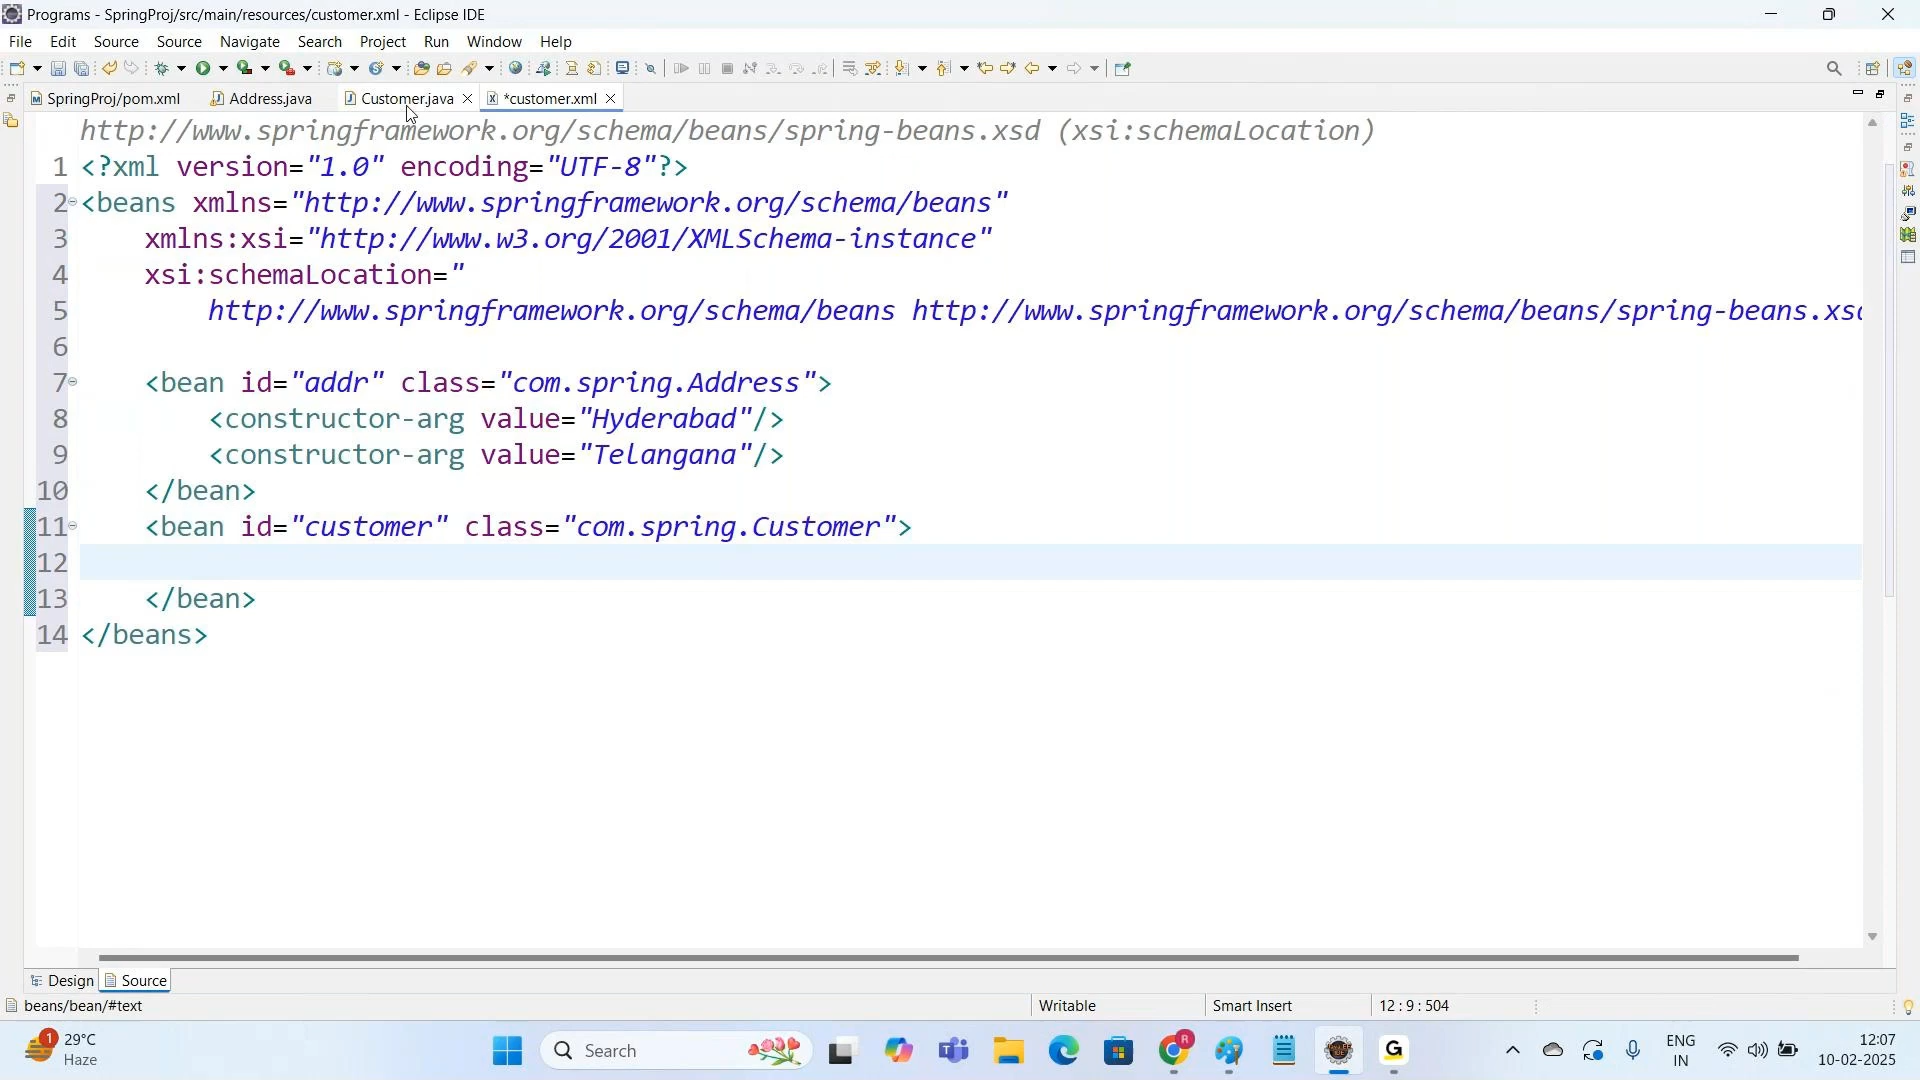 Programs - SpringProj/src/main/resources/customer.xml - Eclipse IDE
File Edit Source Source Navigate Search Project Run Window Help
SpringProj/pom.xml Address.java Customer.java *customer.xml
http://www.springframework.org/schema/beans/spring-beans.xsd (xsi:schemaLocation)
1 <?xml version="1.0" encoding="UTF-8"?>
2 <beans xmlns="http://www.springframework.org/schema/beans"
3 xmlns:xsi="http://www.w3.org/2001/XMLSchema-instance"
4 xsi:schemaLocation="
5 http://www.springframework.org/schema/beans http://www.springframework.org/schema/beans/spring-beans.xsd
6
7 <bean id="addr" class="com.spring.Address">
8 <constructor-arg value="Hyderabad"/>
9 <constructor-arg value="Telangana"/>
10 </bean>
11 <bean id="customer" class="com.spring.Customer">
12
13 </bean>
14 </beans>
Design Source
beans/bean/#text Writable Smart Insert 12 : 9 : 504
1 29°C
Haze
Search
R
G
ENG
IN
12:07
10-02-2025